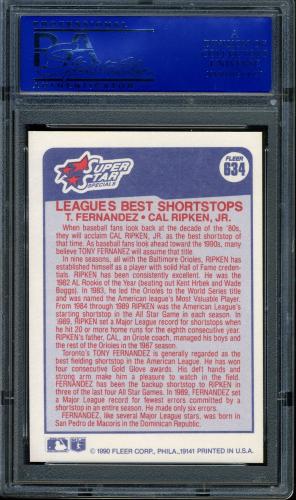 PSA
SUPER
STAR
SPECIALS
FLEER
634
LEAGUES BEST SHORTSTOPS
T. FERNANDEZ • CAL RIPKEN, JR.
When baseball fans look back at the decade of the '80s,
they will acclaim CAL RIPKEN, JR. as the best shortstop of
that time. As baseball fans look ahead toward the 1990s, many
believe TONY FERNANEZ will assume that title
In nine seasons, all with the Baltimore Orioles, RIPKEN has
established himself as a player with solid Hall of Fame creden-
tials. RIPKEN has been consistently excellent. He was the
1982 AL Rookie of the Year (beating out Kent Hrbek and Wade
Boggs). In 1983, he led the Orioles to the World Series title
and was named the American league's Most Valuable Player.
From 1984 through 1989 RIPKEN was the American League's
starting shortstop in the All Star Game each season. In
1989, RIPKEN set a Major League record for shortstops when
he hit 20 or more home runs for the eighth consecutive year.
RIPKEN's father, CAL, an Oriole coach, managed his boys and
the rest of the Orioles in the 1987 season.
Toronto's TONY FERNANDEZ is generally regarded as the
best fielding shortstop in the American League. He has won
four consecutive Gold Glove awards. His deft hands and
strong arm make him a pleasure to watch in the field.
FERNANDEZ has been the backup shortstop to RIPKEN in
three of the last four All Star Games. In 1989, FERNANDEZ set
a Major League record for fewest errors committed by a
shortstop in an entire season. He made only six errors.
FERNANDEZ, like several Major League stars, was born in
San Pedro de Macoris in the Dominican Republic.
© 1990 FLEER CORP., PHILA., 19141 PRINTED IN U.S.A.